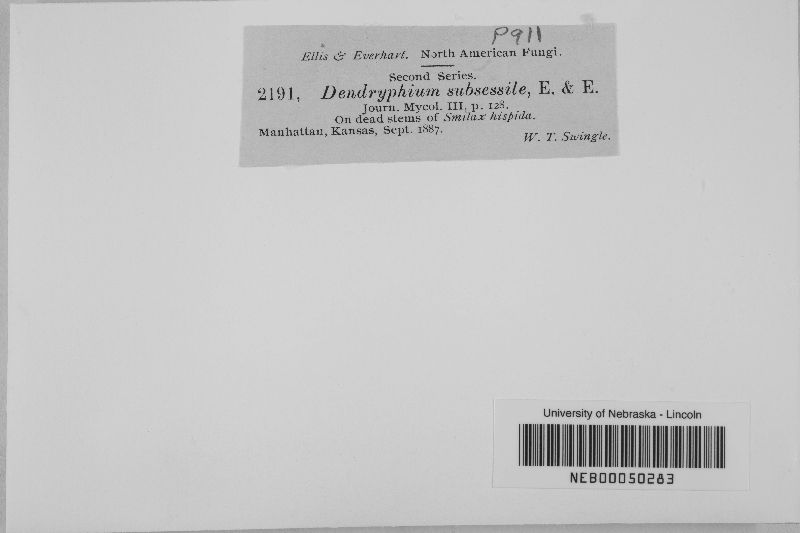 P911
Ellis & Everhart. North American Fungi.
Second Series.
2191, Dendryphium subsessile, E. & E.
Journ. Mycol. III, p. 128.
On dead stems of Smilax hispida.
Manhattan, Kansas, Sept. 1887.
W. T. Swingle.
University of Nebraska - Lincoln
NEB00050283